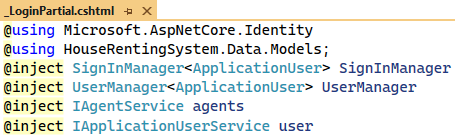 _LoginPartial.cshtml
@using Microsoft.AspNetCore.Identity
@using HouseRentingSystem.Data.Models;
@inject SignInManager<ApplicationUser> SignInManager
@inject UserManager<ApplicationUser> UserManager
@inject IAgentService agents
@inject IApplicationUserService user